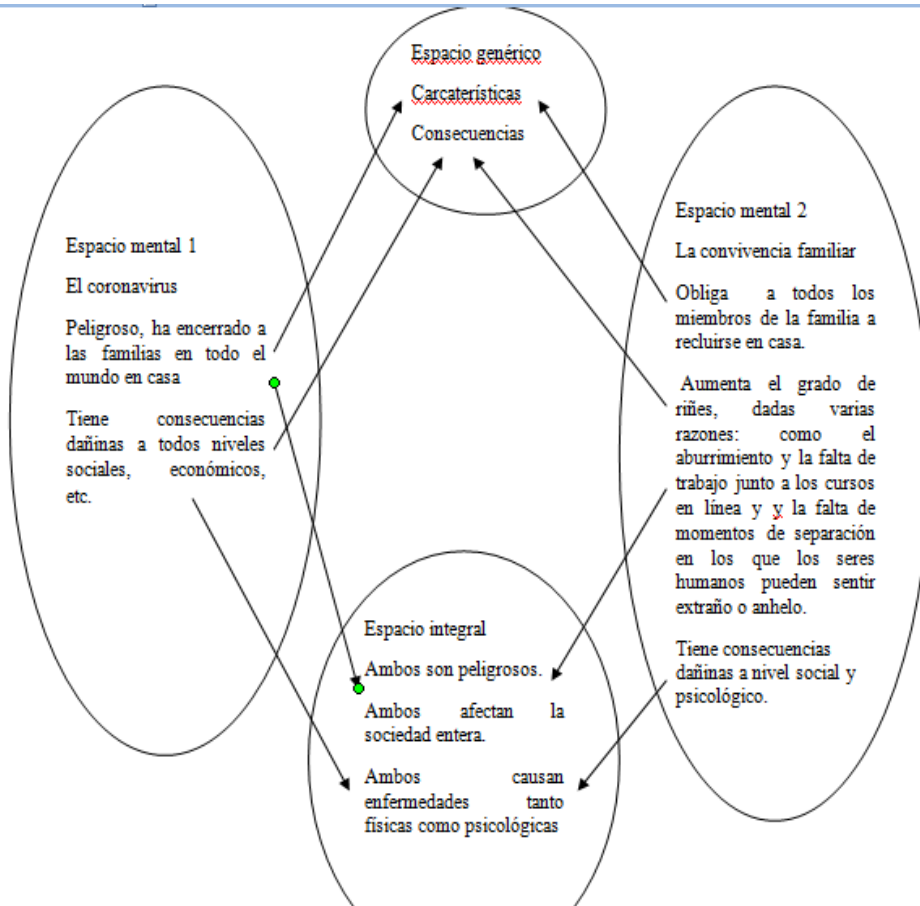 Espacio genérico
Carcaterísticas
Consecuencias
Espacio mental 1
El coronavirus
Peligroso, ha encerrado a
las familias en todo el
mundo en casa
Tiene consecuencias
dañinas a todos niveles
sociales, económicos,
etc.
Espacio mental 2
La convivencia familiar
Obliga a todos los
miembros de la familia a
recluirse en casa.
Aumenta el grado de
riñes, dadas varias
razones: como el
aburrimiento y la falta de
trabajo junto a los cursos
en línea y y la falta de
momentos de separación
en los que los seres
humanos pueden sentir
extraño o anhelo.
Tiene consecuencias
dañinas a nivel social y
psicológico.
Espacio integral
Ambos son peligrosos.
Ambos afectan la
sociedad entera.
Ambos causan
enfermedades tanto
físicas como psicológicas